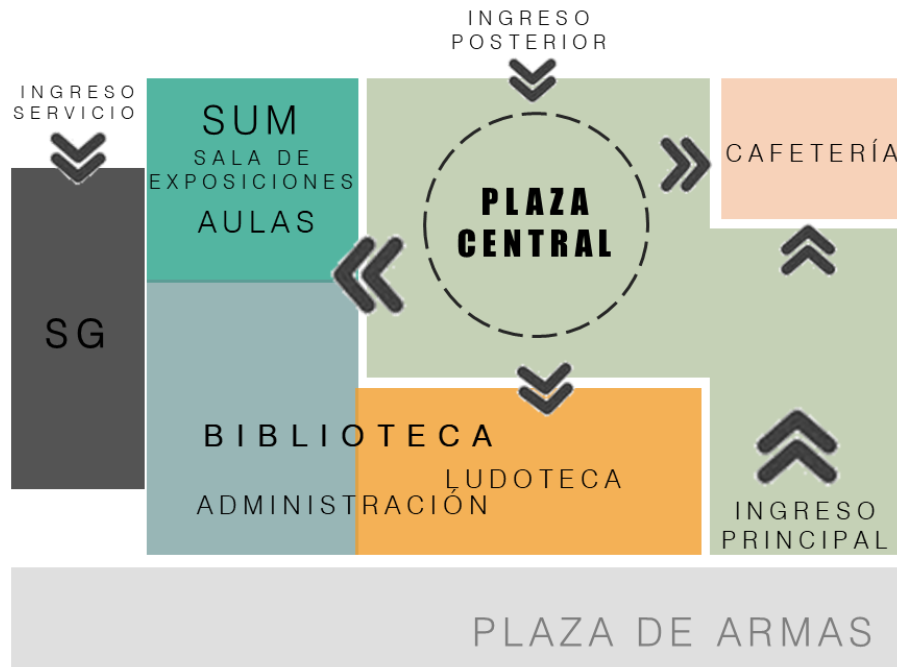 INGRESO
POSTERIOR
INGRESO
SERVICIO
SUM
SALA DE
EXPOSICIONES
AULAS
PLAZA
CENTRAL
CAFETERÍA
SG
BIBLIOTECA
LUDOTECA
ADMINISTRACIÓN
INGRESO
PRINCIPAL
PLAZA DE ARMAS